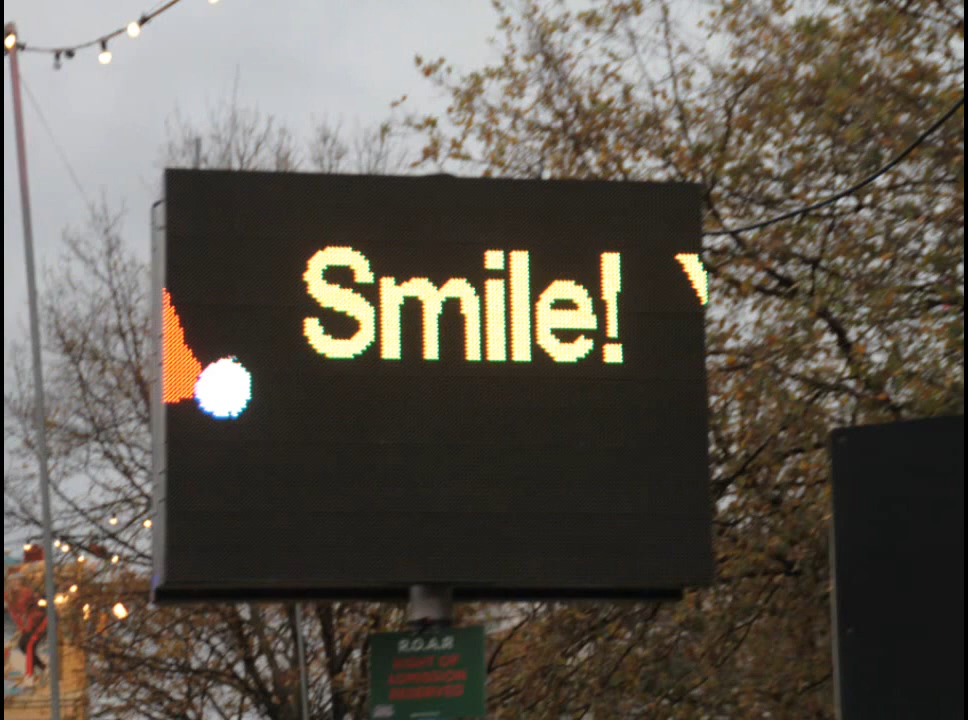 Smile! Y
R.O.A.R
RIGHT OF
ADMISSION
RESERVED